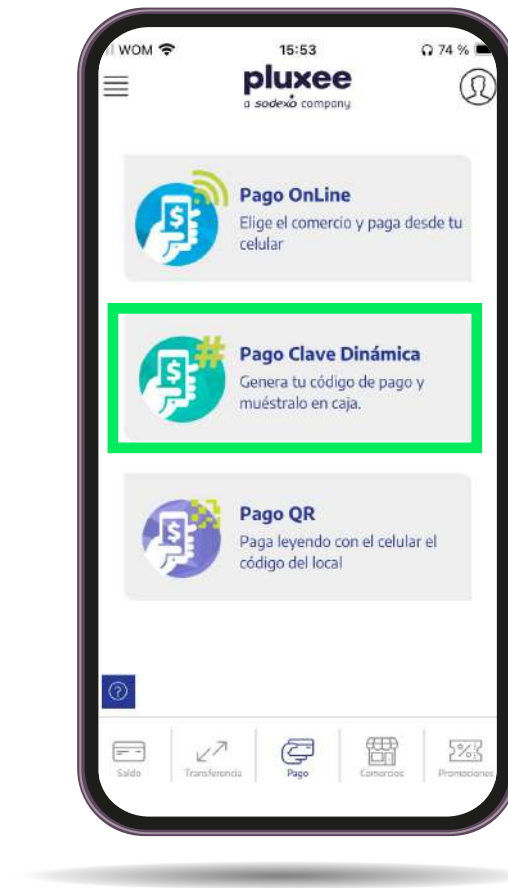 WOM 15:53 74 %
pluxee
a sodexo company
Pago OnLine
Elige el comercio y paga desde tu
celular
Pago Clave Dinámica
Genera tu código de pago y
muéstralo en caja.
Pago QR
Paga leyendo con el celular el
código del local
Saldo Transferencia Pago Comercios Promociones